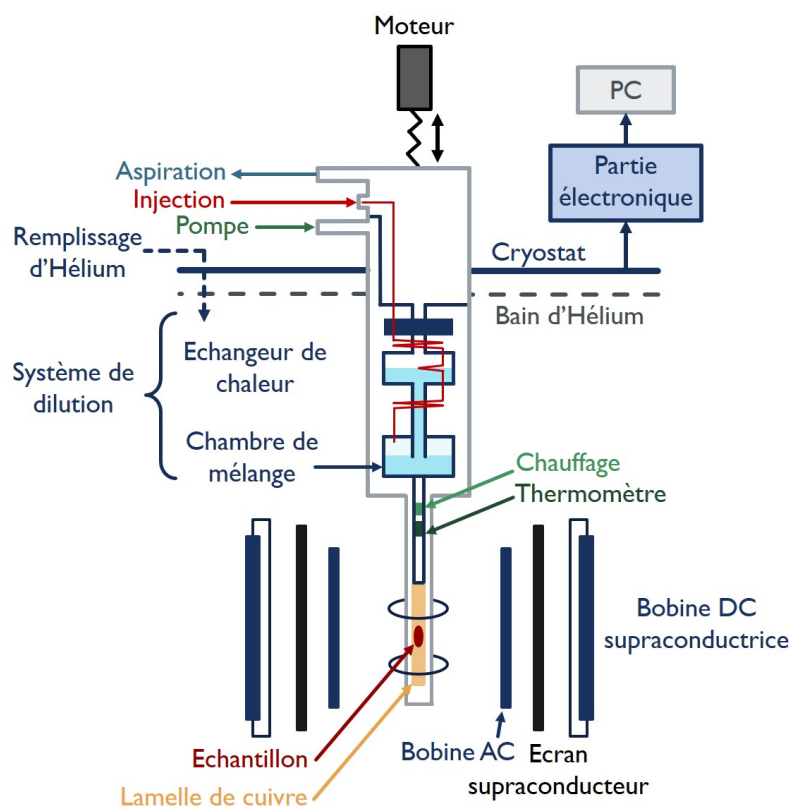 Moteur
PC
Aspiration
Injection
Pompe
Partie
électronique
Remplissage
d’Hélium
Cryostat
Bain d’Hélium
Système de
dilution
Echangeur de
chaleur
Chambre de
mélange
Chauffage
Thermomètre
Bobine DC
supraconductrice
Echantillon
Bobine AC
Ecran
supraconducteur
Lamelle de cuivre